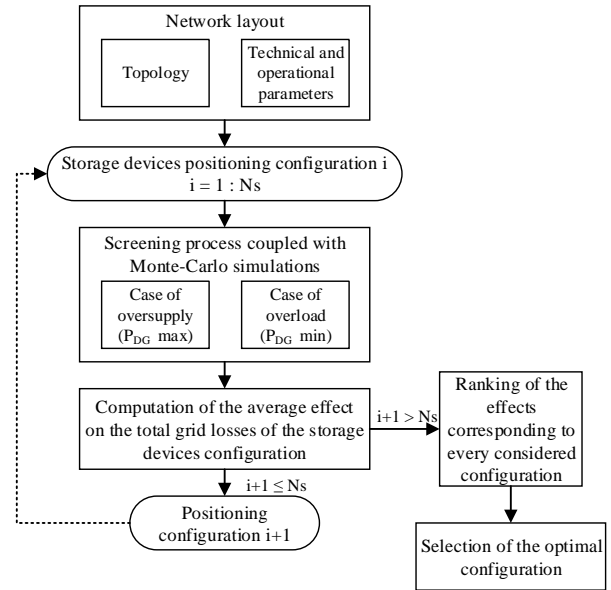 Network layout
Topology
Technical and
operational
parameters
Storage devices positioning configuration i
i = 1 : Ns
Screening process coupled with
Monte-Carlo simulations
Case of
oversupply
(P_DG max)
Case of
overload
(P_DG min)
Computation of the average effect
on the total grid losses of the storage
devices configuration
i+1 > Ns
Ranking of the
effects
corresponding to
every considered
configuration
i+1 ≤ Ns
Positioning
configuration i+1
Selection of the optimal
configuration